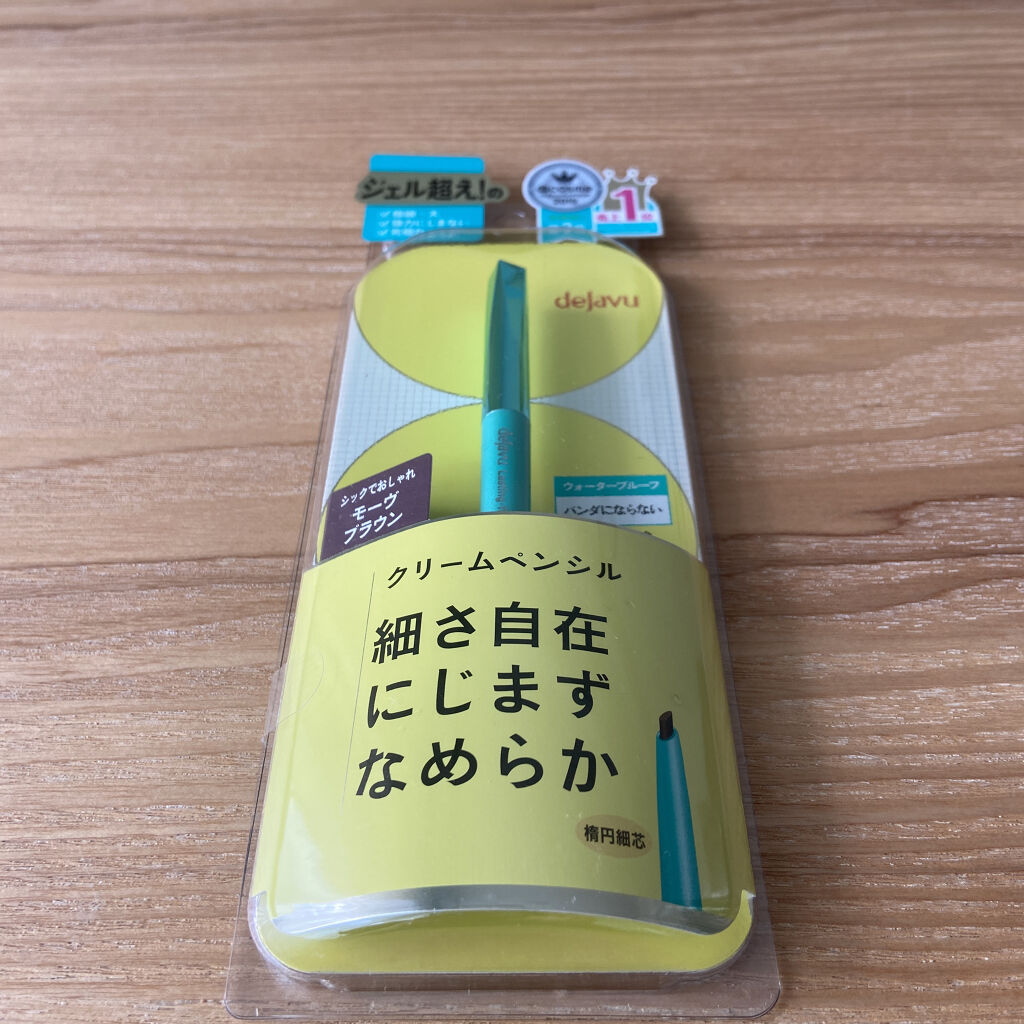 ジェル超え!の
@cosme
1
dejavu
dejavu
シックでおしゃれ
モーヴ
ブラウン
ウォータープルーフ
パンダにならない
クリームペンシル
細さ自在
にじまず
なめらか
楕円細芯